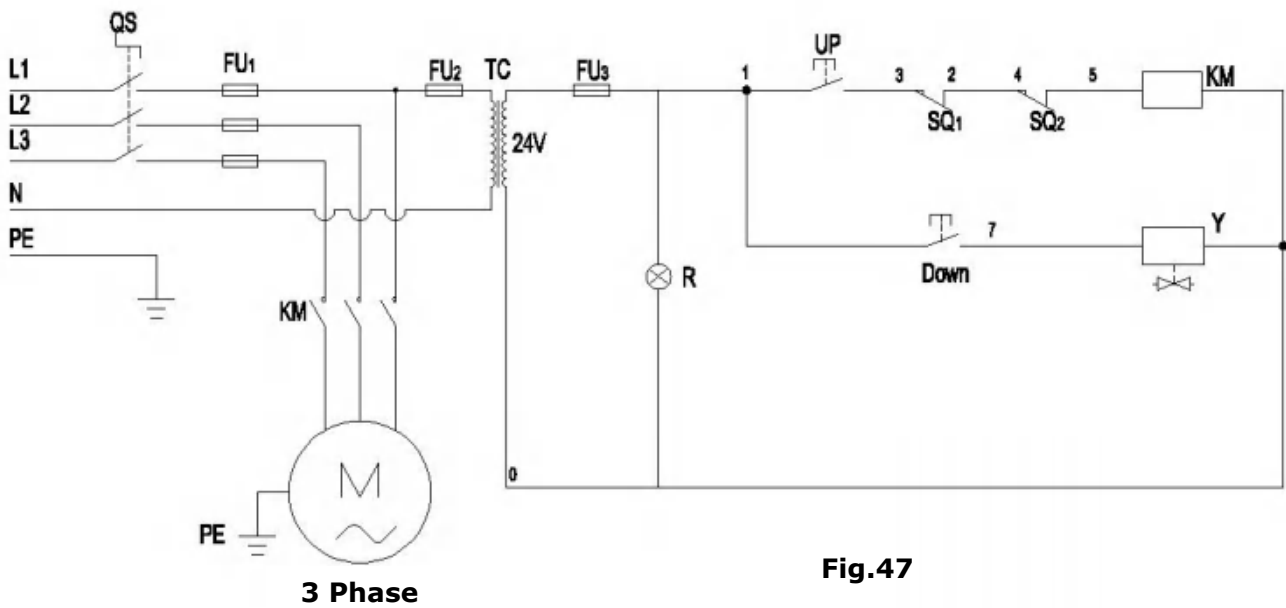 QS
UP
L1
FU1
FU2
TC
FU3
1
3
2
4
5
KM
L2
SQ1
SQ2
L3
24V
N
7
Y
PE
Down
R
KM
0
M
PE
Fig.47
3 Phase